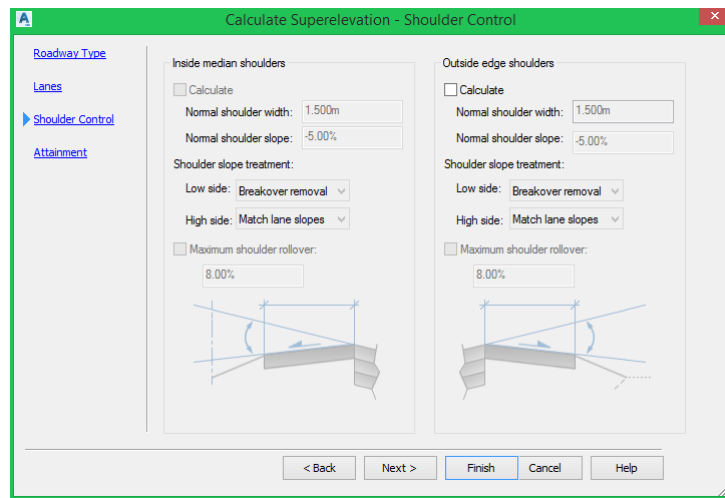 Calculate Superelevation - Shoulder Control
Roadway Type
Lanes
Shoulder Control
Attainment
Inside median shoulders
Calculate
Normal shoulder width: 1.500m
Normal shoulder slope: -5.00%
Shoulder slope treatment:
Low side: Breakover removal
High side: Match lane slopes
Maximum shoulder rollover:
8.00%
Outside edge shoulders
Calculate
Normal shoulder width: 1.500m
Normal shoulder slope: -5.00%
Shoulder slope treatment:
Low side: Breakover removal
High side: Match lane slopes
Maximum shoulder rollover:
8.00%
< Back Next > Finish Cancel Help